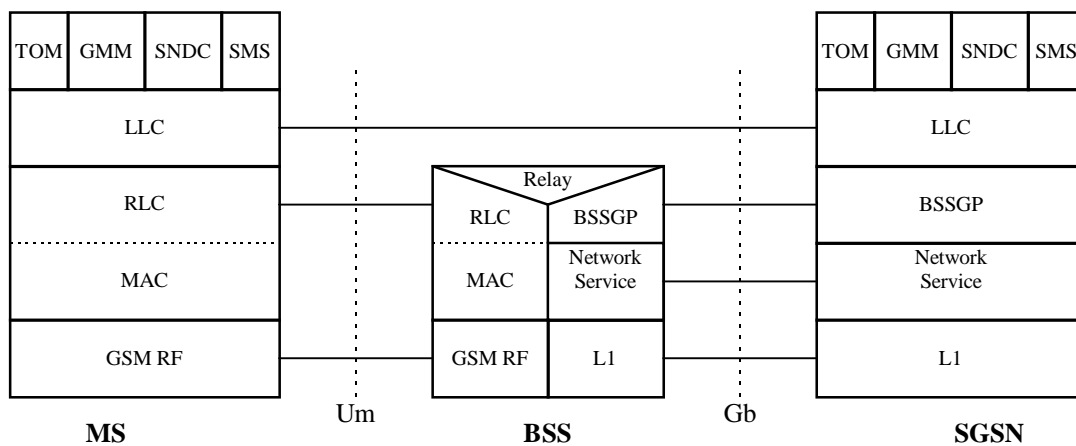 TOM GMM SNDC SMS
TOM GMM SNDC SMS
LLC
LLC
Relay
RLC
RLC
BSSGP
BSSGP
MAC
MAC
Network
Service
Network
Service
GSM RF
GSM RF
L1
L1
Um
Gb
MS
BSS
SGSN